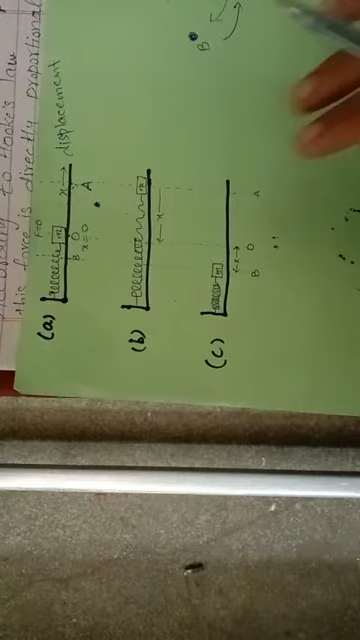 According to Hooke's law
this force is directly proportional
displacement
(a)
F=0
m
x
B O A
x=0
(b)
m
x
(c)
m
x
B O A
B